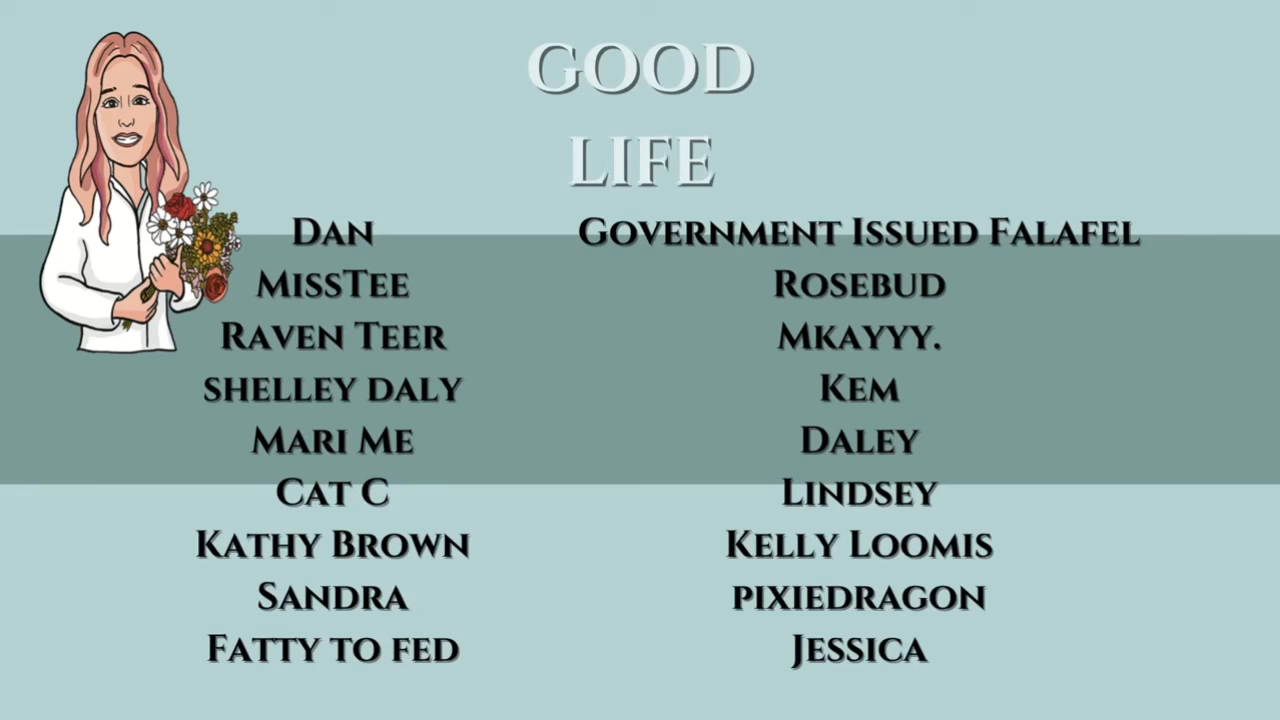 GOOD
LIFE
Dan
MissTee
Raven Teer
shelley daly
Mari Me
Cat C
Kathy Brown
Sandra
Fatty to fed
Government Issued Falafel
Rosebud
Mkayyy.
Kem
Daley
Lindsey
Kelly Loomis
pixiedragon
Jessica